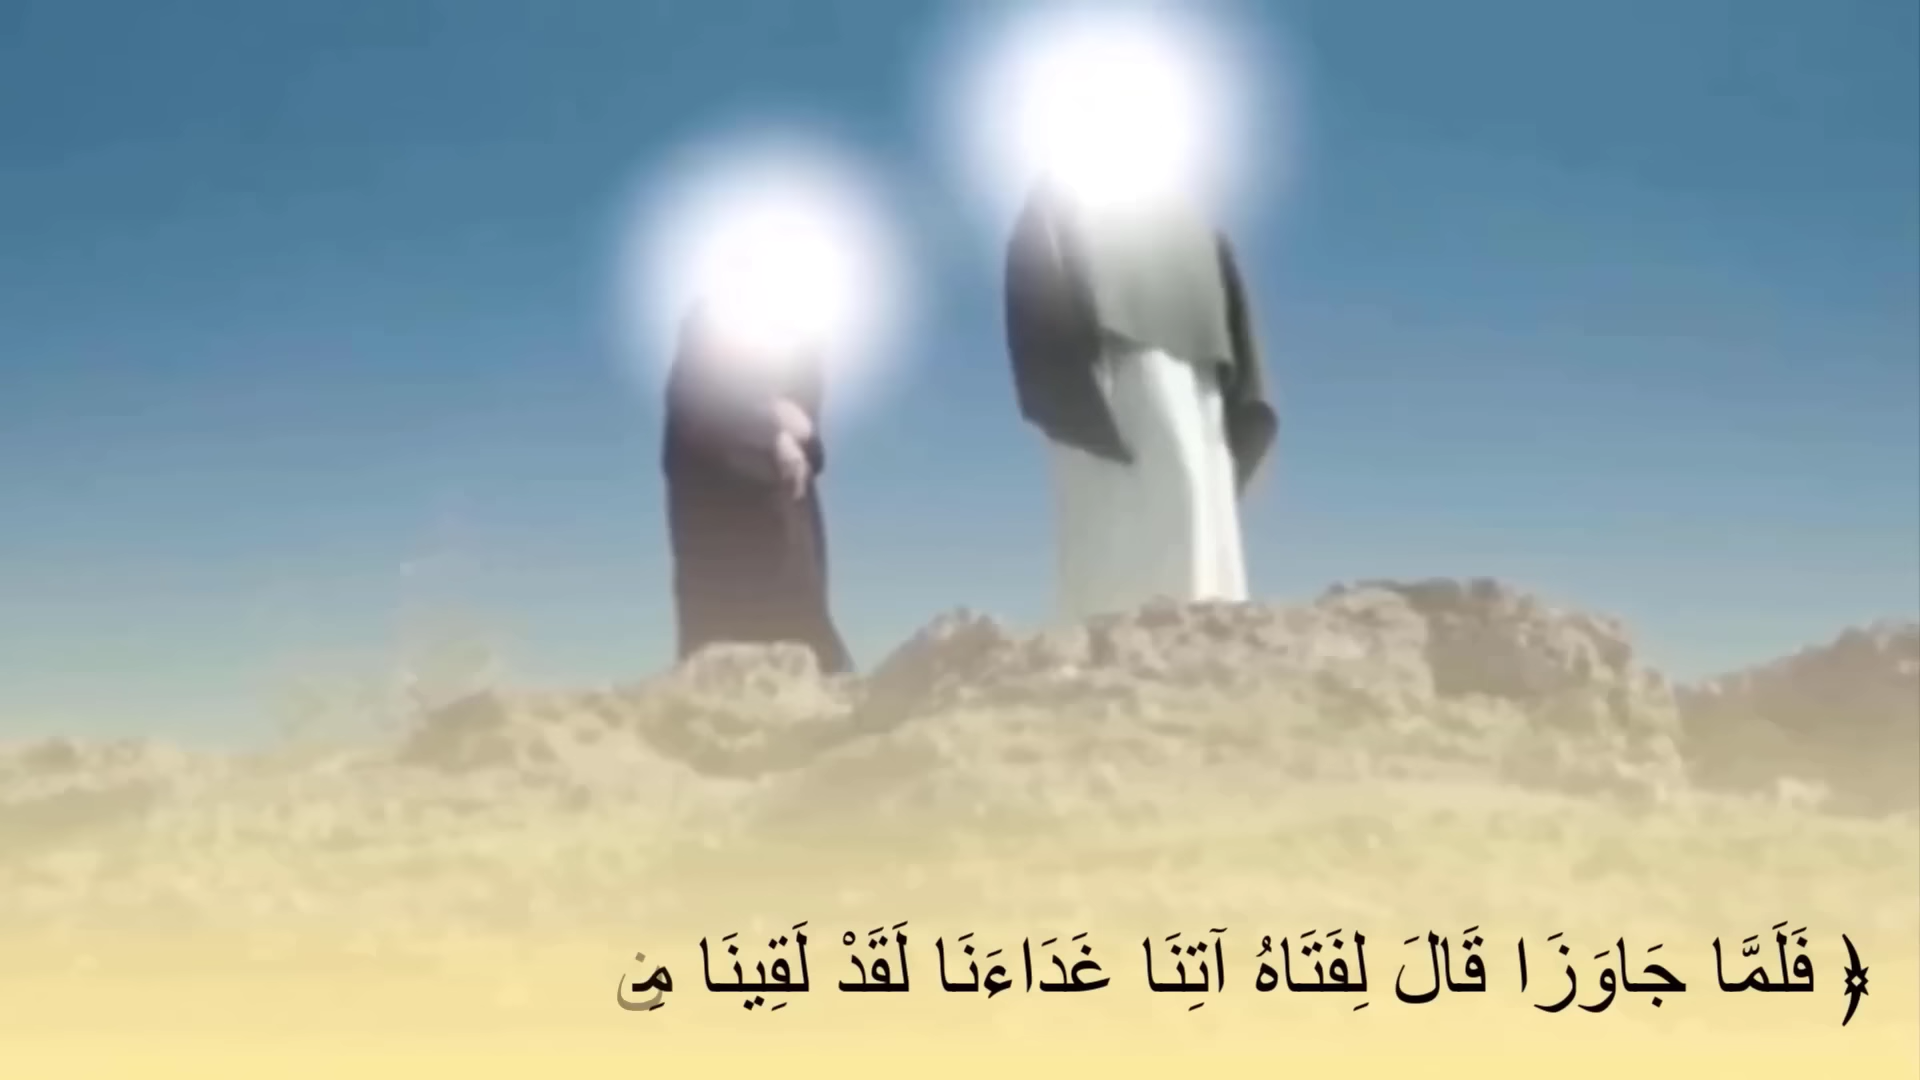 ﴿ فَلَمَّا جَاوَزَا قَالَ لِفَتَاهُ آتِنَا غَدَاءَنَا لَقَدْ لَقِينَا مِن